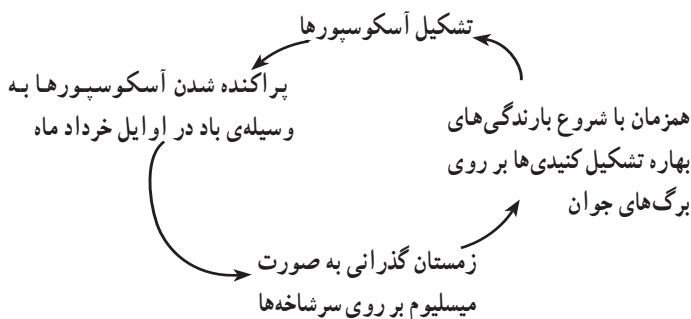 تشکیل آسکوسپورها
پراکنده شدن آسکوسپورها به
وسیله‌ی باد در اوایل خرداد ماه
زمستان گذرانی به صورت
میسلیوم بر روی سرشاخه‌ها
همزمان با شروع بارندگی‌های
بهاره تشکیل کنیدی‌ها بر روی
برگ‌های جوان